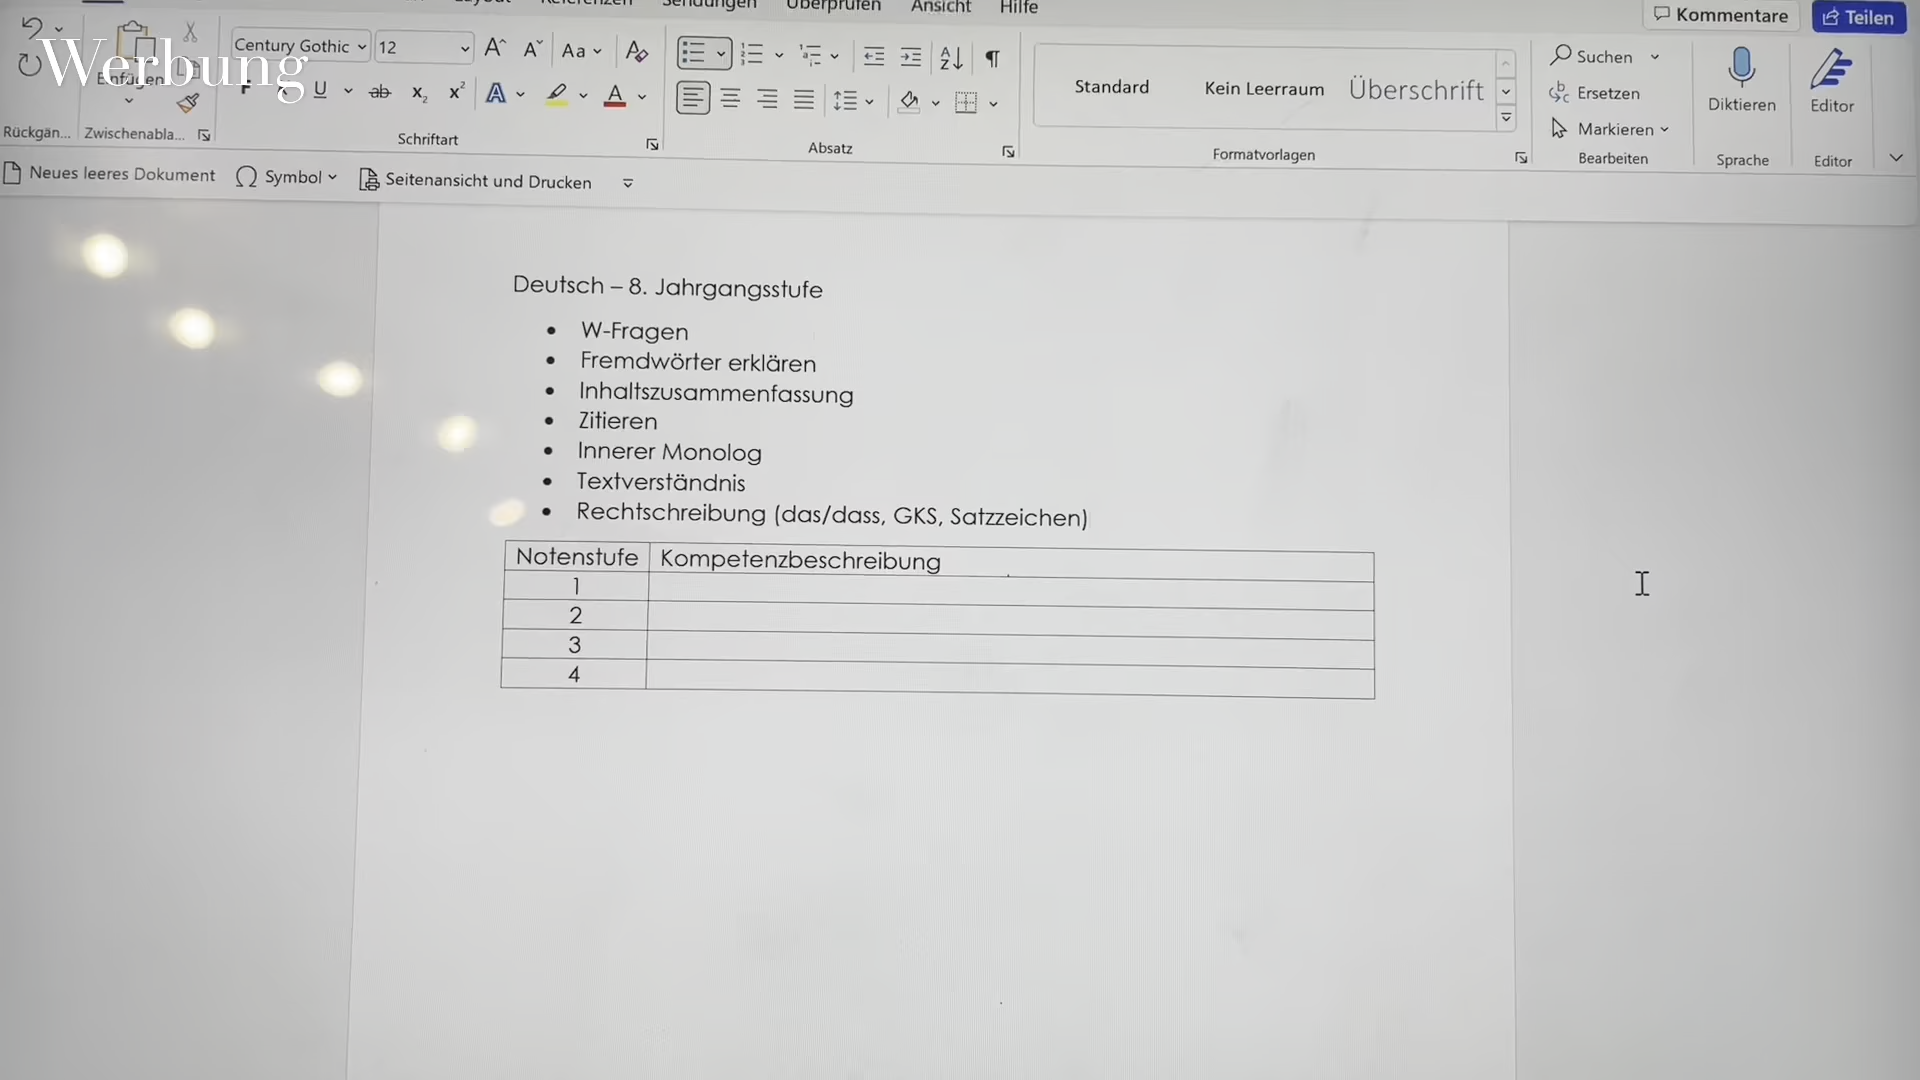 Überprüfen Ansicht Hilfe
Kommentare Teilen
Werbung
Century Gothic 12 Aa
Einfügen
Standard Kein Leerraum Überschrift
Suchen
Ersetzen
Markieren
Diktieren
Editor
Rückgän... Zwischenabla... Schriftart Absatz Formatvorlagen Bearbeiten Sprache Editor
Neues leeres Dokument Symbol Seitenansicht und Drucken
Deutsch – 8. Jahrgangsstufe
• W-Fragen
• Fremdwörter erklären
• Inhaltszusammenfassung
• Zitieren
• Innerer Monolog
• Textverständnis
• Rechtschreibung (das/dass, GKS, Satzzeichen)
Notenstufe Kompetenzbeschreibung
1
2
3
4